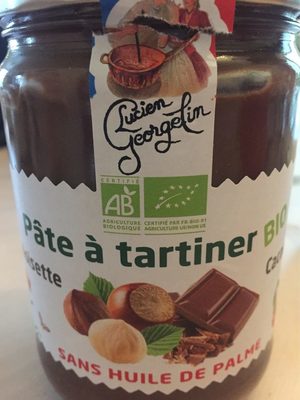 Lucien
Georgelin
CERTIFIÉ
AB
AGRICULTURE
BIOLOGIQUE
CERTIFIÉ PAR FR-BIO-01
AGRICULTURE UE/NON UE
Pâte à tartiner BIO
isette
Cac
SANS HUILE DE PALME